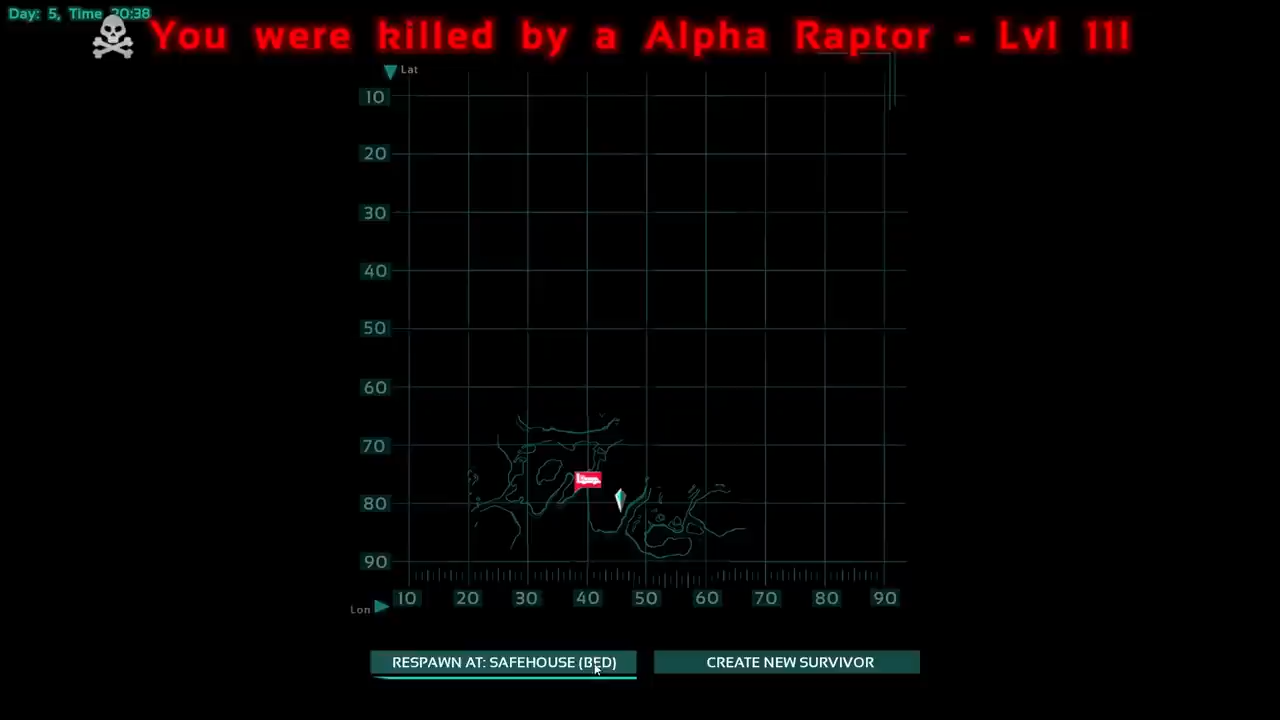 Day: 5, Time 20:38
You were killed by a Alpha Raptor - Lvl 11!
Lat
10
20
30
40
50
60
70
80
90
Lon 10 20 30 40 50 60 70 80 90
RESPAWN AT: SAFEHOUSE (BED) CREATE NEW SURVIVOR